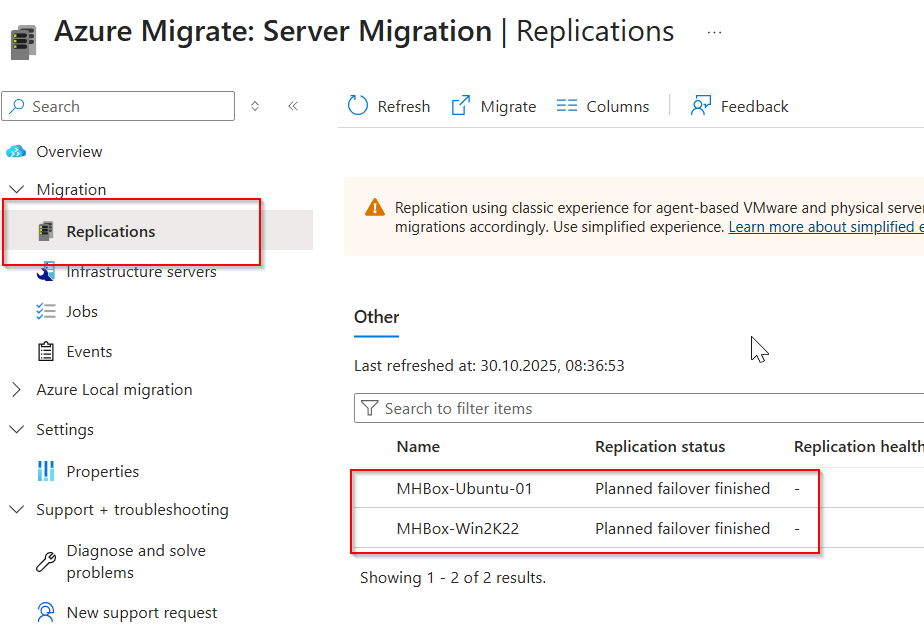 Azure Migrate: Server Migration | Replications ...
Search
Refresh
Migrate
Columns
Feedback
Overview
Migration
Replications
Infrastructure servers
Jobs
Events
Azure Local migration
Settings
Properties
Support + troubleshooting
Diagnose and solve
problems
New support request
Replication using classic experience for agent-based VMware and physical serve
migrations accordingly. Use simplified experience. Learn more about simplified e
Other
Last refreshed at: 30.10.2025, 08:36:53
Search to filter items
Name Replication status Replication health
MHBox-Ubuntu-01 Planned failover finished -
MHBox-Win2K22 Planned failover finished -
Showing 1 - 2 of 2 results.